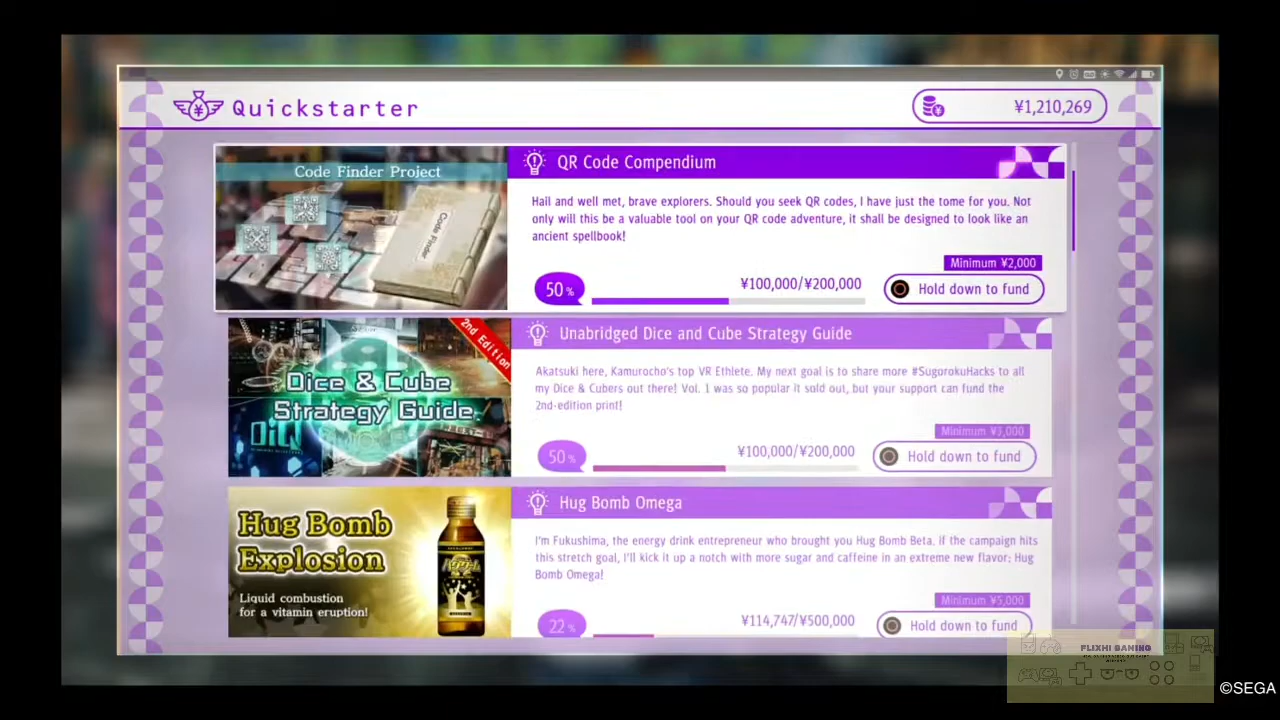 Quickstarter
¥1,210,269
Code Finder Project
Code Finder
QR Code Compendium
Hail and well met, brave explorers. Should you seek QR codes, I have just the tome for you. Not
only will this be a valuable tool on your QR code adventure, it shall be designed to look like an
ancient spellbook!
Minimum ¥2,000
50%
¥100,000/¥200,000
Hold down to fund
2nd Edition
Dice & Cube
Strategy Guide
Unabridged Dice and Cube Strategy Guide
Akatsuki here, Kamurocho's top VR Ethlete. My next goal is to share more #SugorokuHacks to all
my Dice & Cubers out there! Vol. 1 was so popular it sold out, but your support can fund the
2nd-edition print!
Minimum ¥3,000
50%
¥100,000/¥200,000
Hold down to fund
Hug Bomb
Explosion
Liquid combustion
for a vitamin eruption!
Hug Bomb Omega
I'm Fukushima, the energy drink entrepreneur who brought you Hug Bomb Beta. if the campaign hits
this stretch goal, I'll kick it up a notch with more sugar and caffeine in an extreme new flavor; Hug
Bomb Omega!
Minimum ¥5,000
22%
¥114,747/¥500,000
Hold down to fund
FLIXHI GAMING
©SEGA